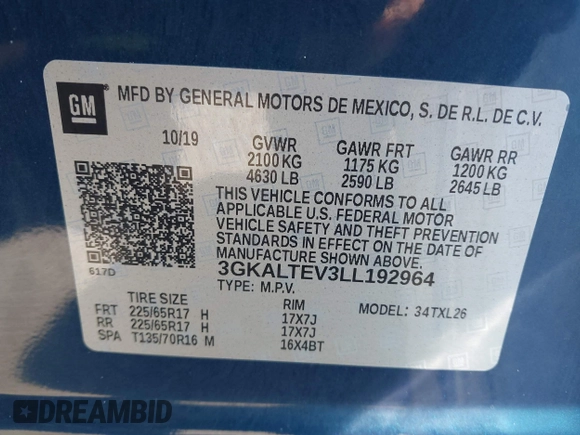 GM
MFD BY GENERAL MOTORS DE MEXICO, S. DE R.L. DE C.V.
10/19 GVWR GAWR FRT GAWR RR
2100 KG 1175 KG 1200 KG
4630 LB 2590 LB 2645 LB
THIS VEHICLE CONFORMS TO ALL
APPLICABLE U.S. FEDERAL MOTOR
VEHICLE SAFETY AND THEFT PREVENTION
STANDARDS IN EFFECT ON THE DATE OF
MANUFACTURE SHOWN ABOVE.
617D
3GKALTEV3LL192964
TYPE: M.P.V.
TIRE SIZE RIM MODEL: 34TXL26
FRT 225/65R17 H 17X7J
RR 225/65R17 H 17X7J
SPA T135/70R16 M 16X4BT
DREAMBID